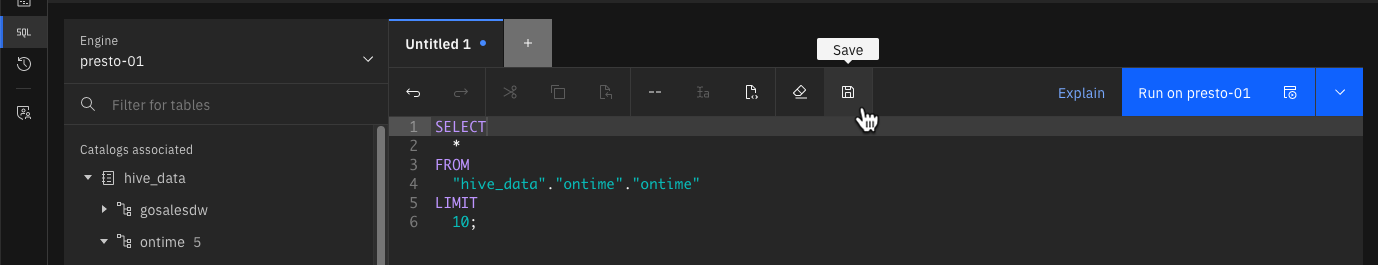 SQL
Engine
presto-01
Filter for tables
Catalogs associated
hive_data
gosalesdw
ontime 5
Untitled 1
+
Save
Explain
Run on presto-01
1 SELECT
2 *
3 FROM
4 "hive_data"."ontime"."ontime"
5 LIMIT
6 10;